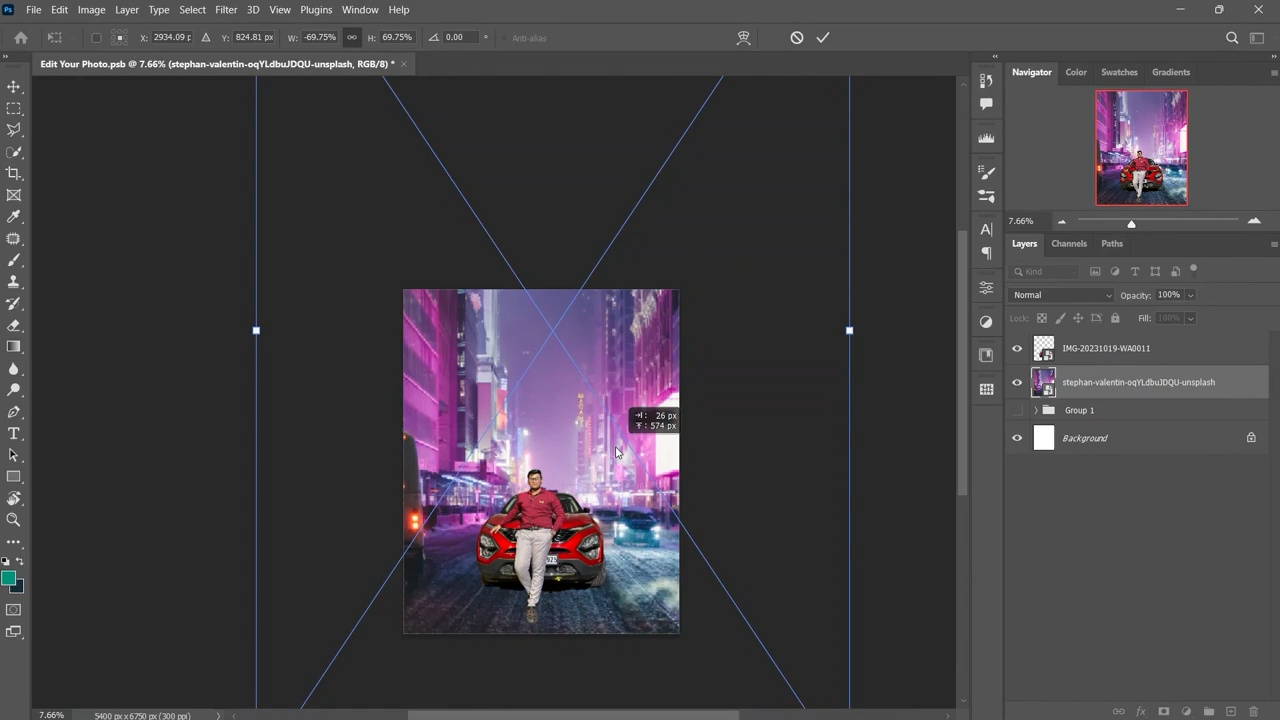 Ps File Edit Image Layer Type Select Filter 3D View Plugins Window Help
X: 2934.09 p Y: 824.81 px W: -69.75% H: 69.75% 0.00 ° Anti-alias
Edit Your Photo.psb @ 7.66% (stephan-valentin-oqYLdbuJDQU-unsplash, RGB/8) * ×
Navigator Color Swatches Gradients
7.66%
Layers Channels Paths
Kind
Normal Opacity: 100%
Lock: Fill: 100%
IMG-20231019-WA0011
stephan-valentin-oqYLdbuJDQU-unsplash
Group 1
Background
: 26 px
: 574 px
7.66% 5400 px x 6750 px (300 ppi)